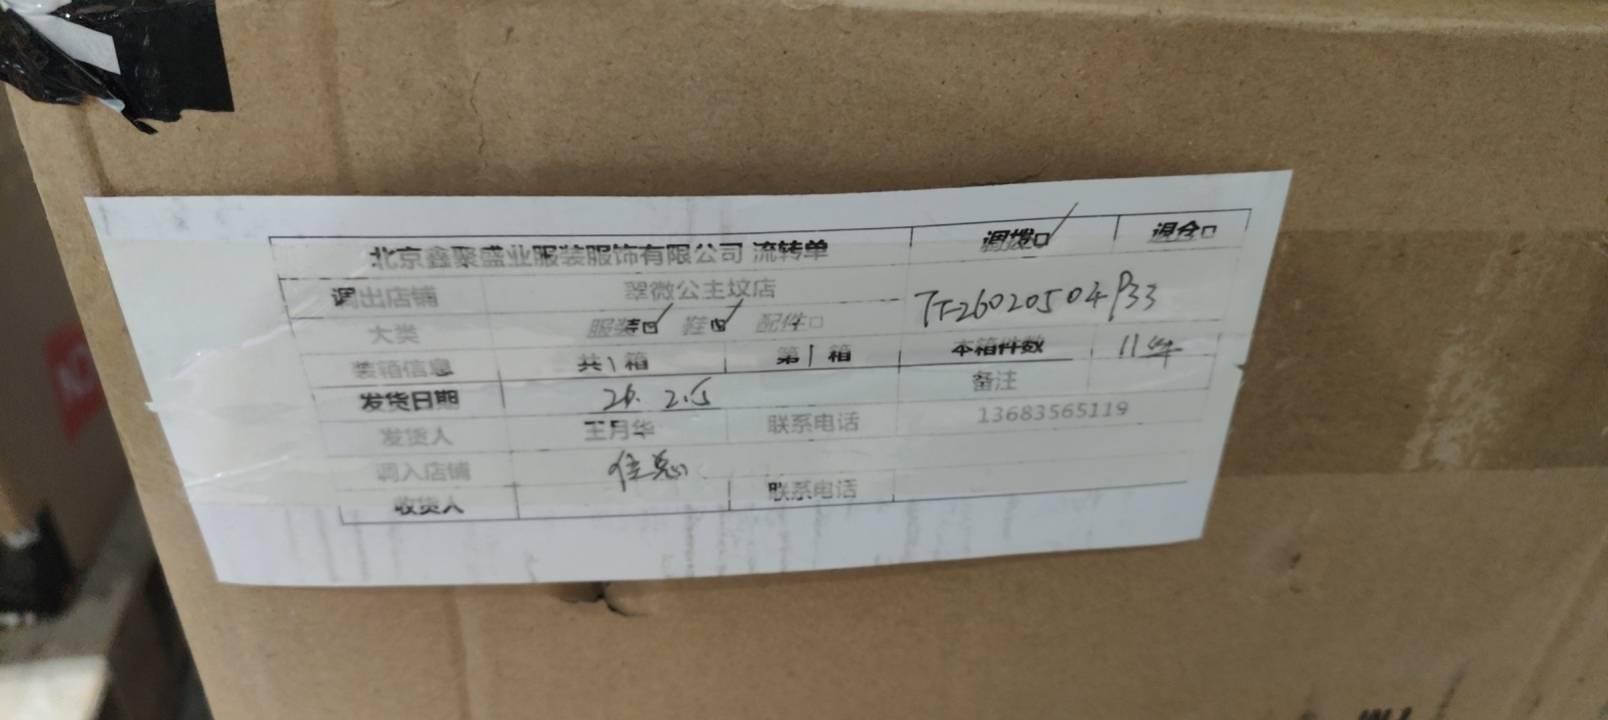 北京鑫聚盛业服装服饰有限公司 流转单 调拨☑ 退仓□
调出店铺 翠微公主坟店
大类 服装☑ 鞋☑ 配件□ TF26020504P33
装箱信息 共1箱 第1箱 本箱件数 11件
发货日期 26. 2.5 备注
发货人 王月华 联系电话 13683565119
调入店铺
收货人 联系电话